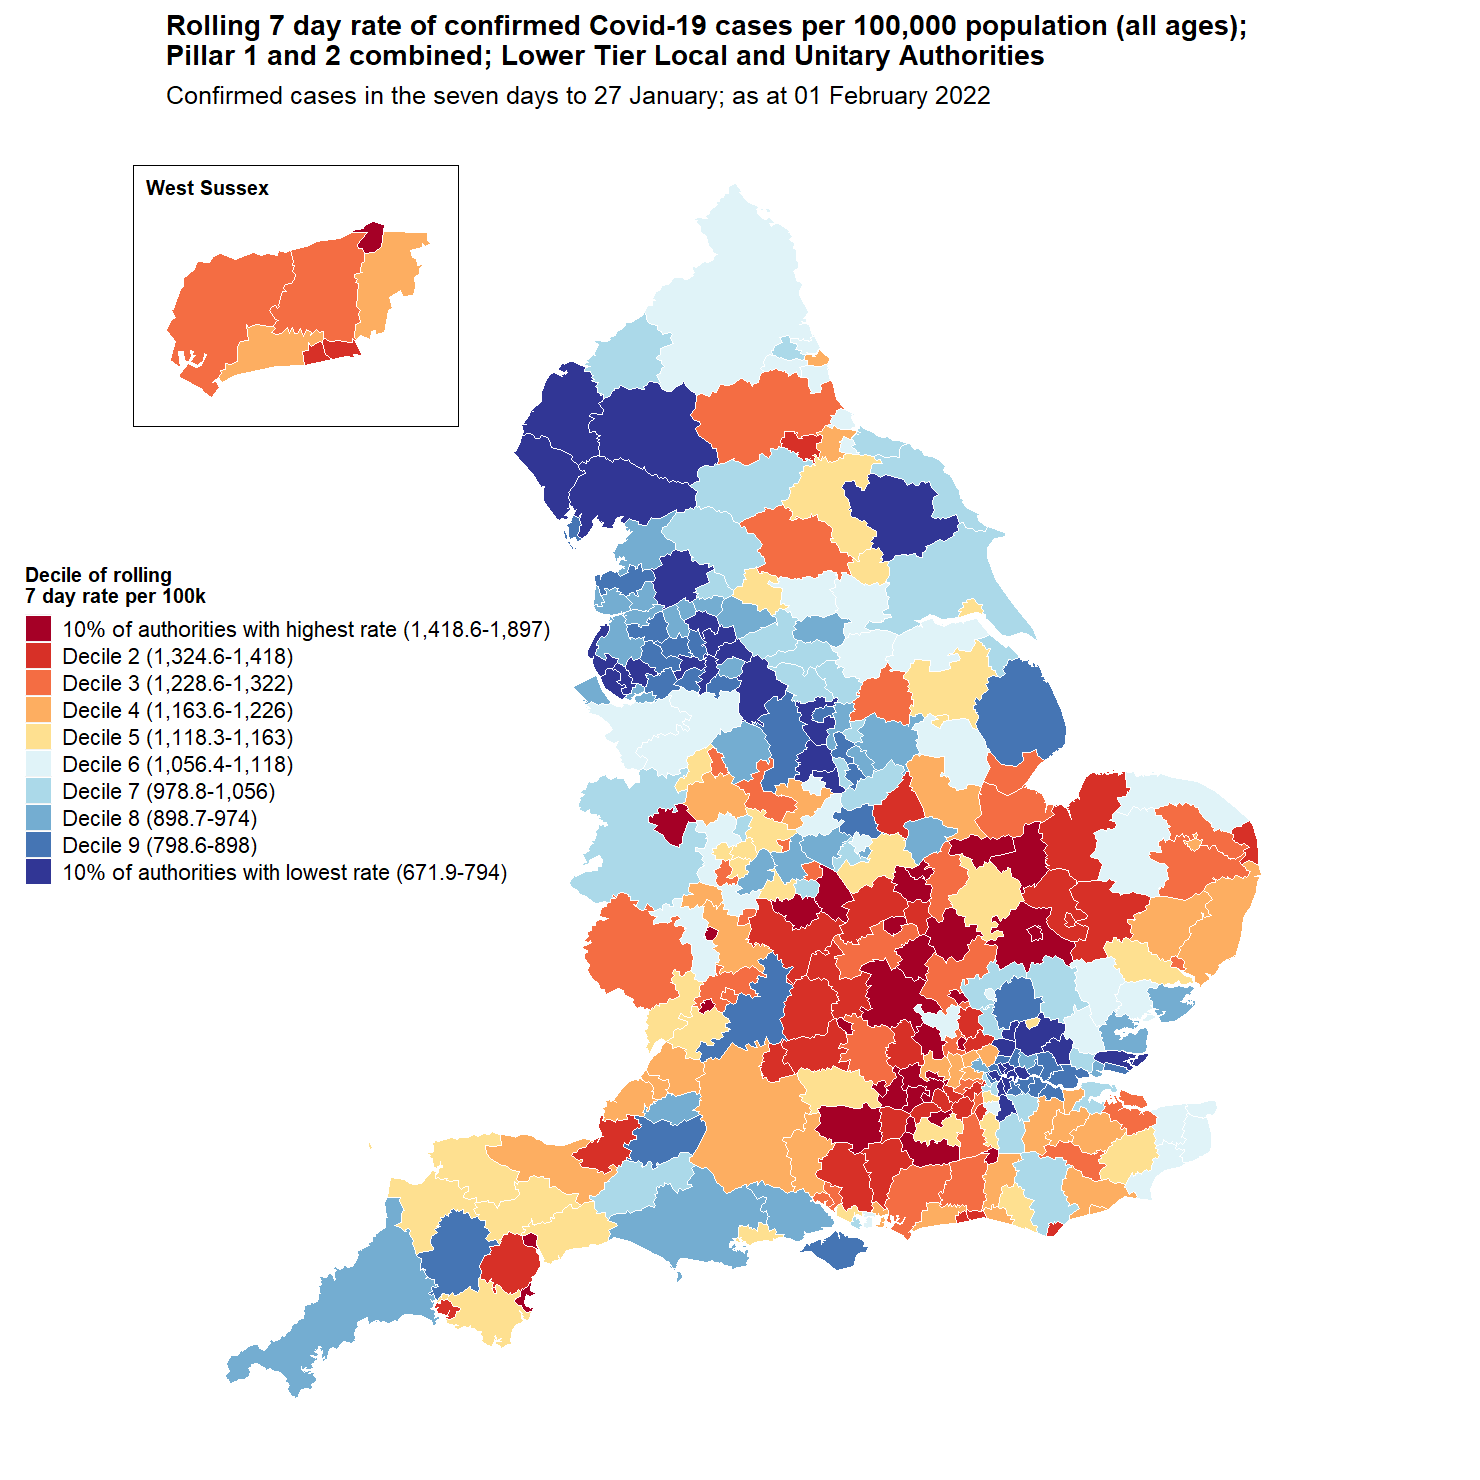 Rolling 7 day rate of confirmed Covid-19 cases per 100,000 population (all ages);
Pillar 1 and 2 combined; Lower Tier Local and Unitary Authorities
Confirmed cases in the seven days to 27 January; as at 01 February 2022
West Sussex
Decile of rolling
7 day rate per 100k
10% of authorities with highest rate (1,418.6-1,897)
Decile 2 (1,324.6-1,418)
Decile 3 (1,228.6-1,322)
Decile 4 (1,163.6-1,226)
Decile 5 (1,118.3-1,163)
Decile 6 (1,056.4-1,118)
Decile 7 (978.8-1,056)
Decile 8 (898.7-974)
Decile 9 (798.6-898)
10% of authorities with lowest rate (671.9-794)